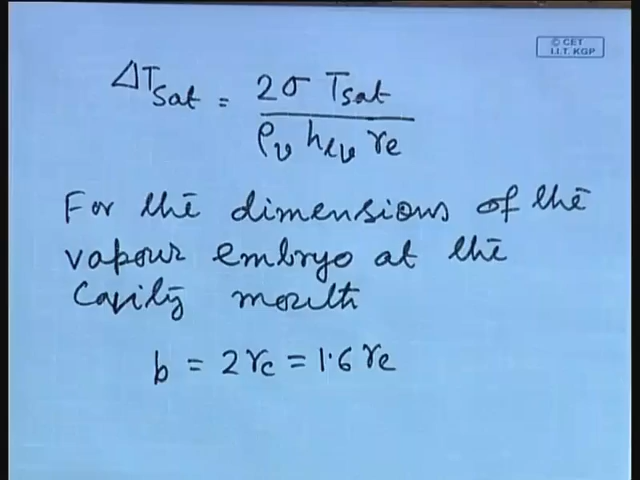 © CET
I.I.T. KGP
ΔTsat = 2σ Tsat / ρv hlv re
For the dimensions of the
vapour embryo at the
Cavity mouth
b = 2rc = 1.6 re